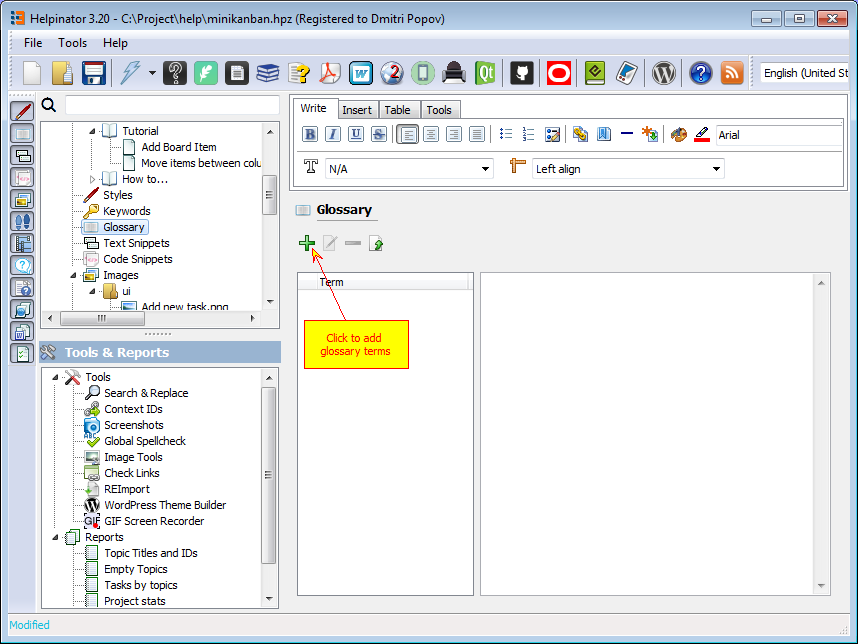 Helpinator 3.20 - C:\Project\help\minikanban.hpz (Registered to Dmitri Popov)
File Tools Help
English (United St
Tutorial
Add Board Item
Move items between colu
How to...
Styles
Keywords
Glossary
Text Snippets
Code Snippets
Images
ui
Add new task.png
Tools & Reports
Tools
Search & Replace
Context IDs
Screenshots
Global Spellcheck
Image Tools
Check Links
REImport
WordPress Theme Builder
GIF Screen Recorder
Reports
Topic Titles and IDs
Empty Topics
Tasks by topics
Project stats
Write Insert Table Tools
B I U S
Arial
N/A
Left align
Glossary
Term
Click to add
glossary terms
Modified